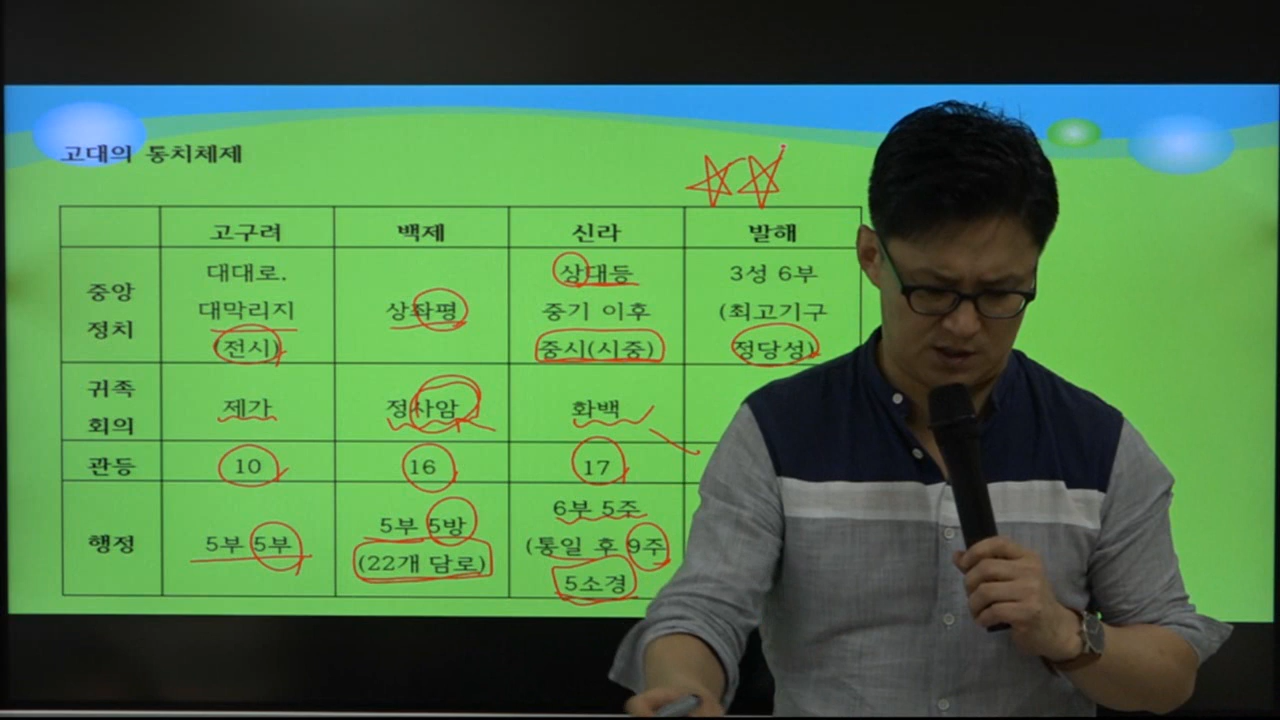 고대의 통치체제
고구려 백제 신라 발해
중앙 정치 대대로. 대막리지 (전시) 상좌평 상대등 중기 이후 중시(시중) 3성 6부 (최고기구 정당성)
귀족 회의 제가 정사암 화백
관등 10 16 17
행정 5부 5부 5부 5방 (22개 담로) 6부 5주 (통일 후 9주 5소경